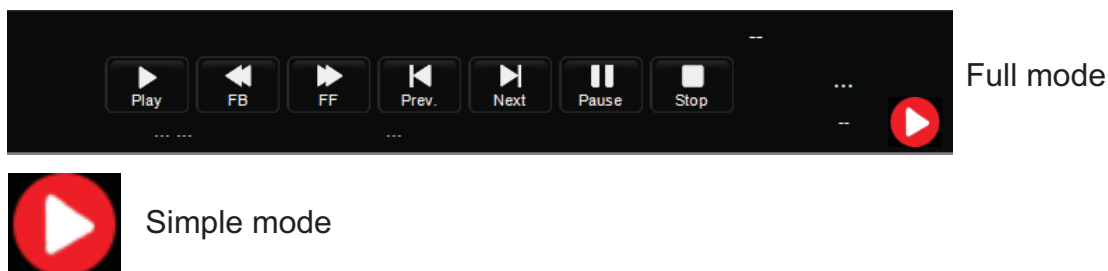 --
Play FB FF Prev. Next Pause Stop
...
Full mode
--
... ...
...
Simple mode